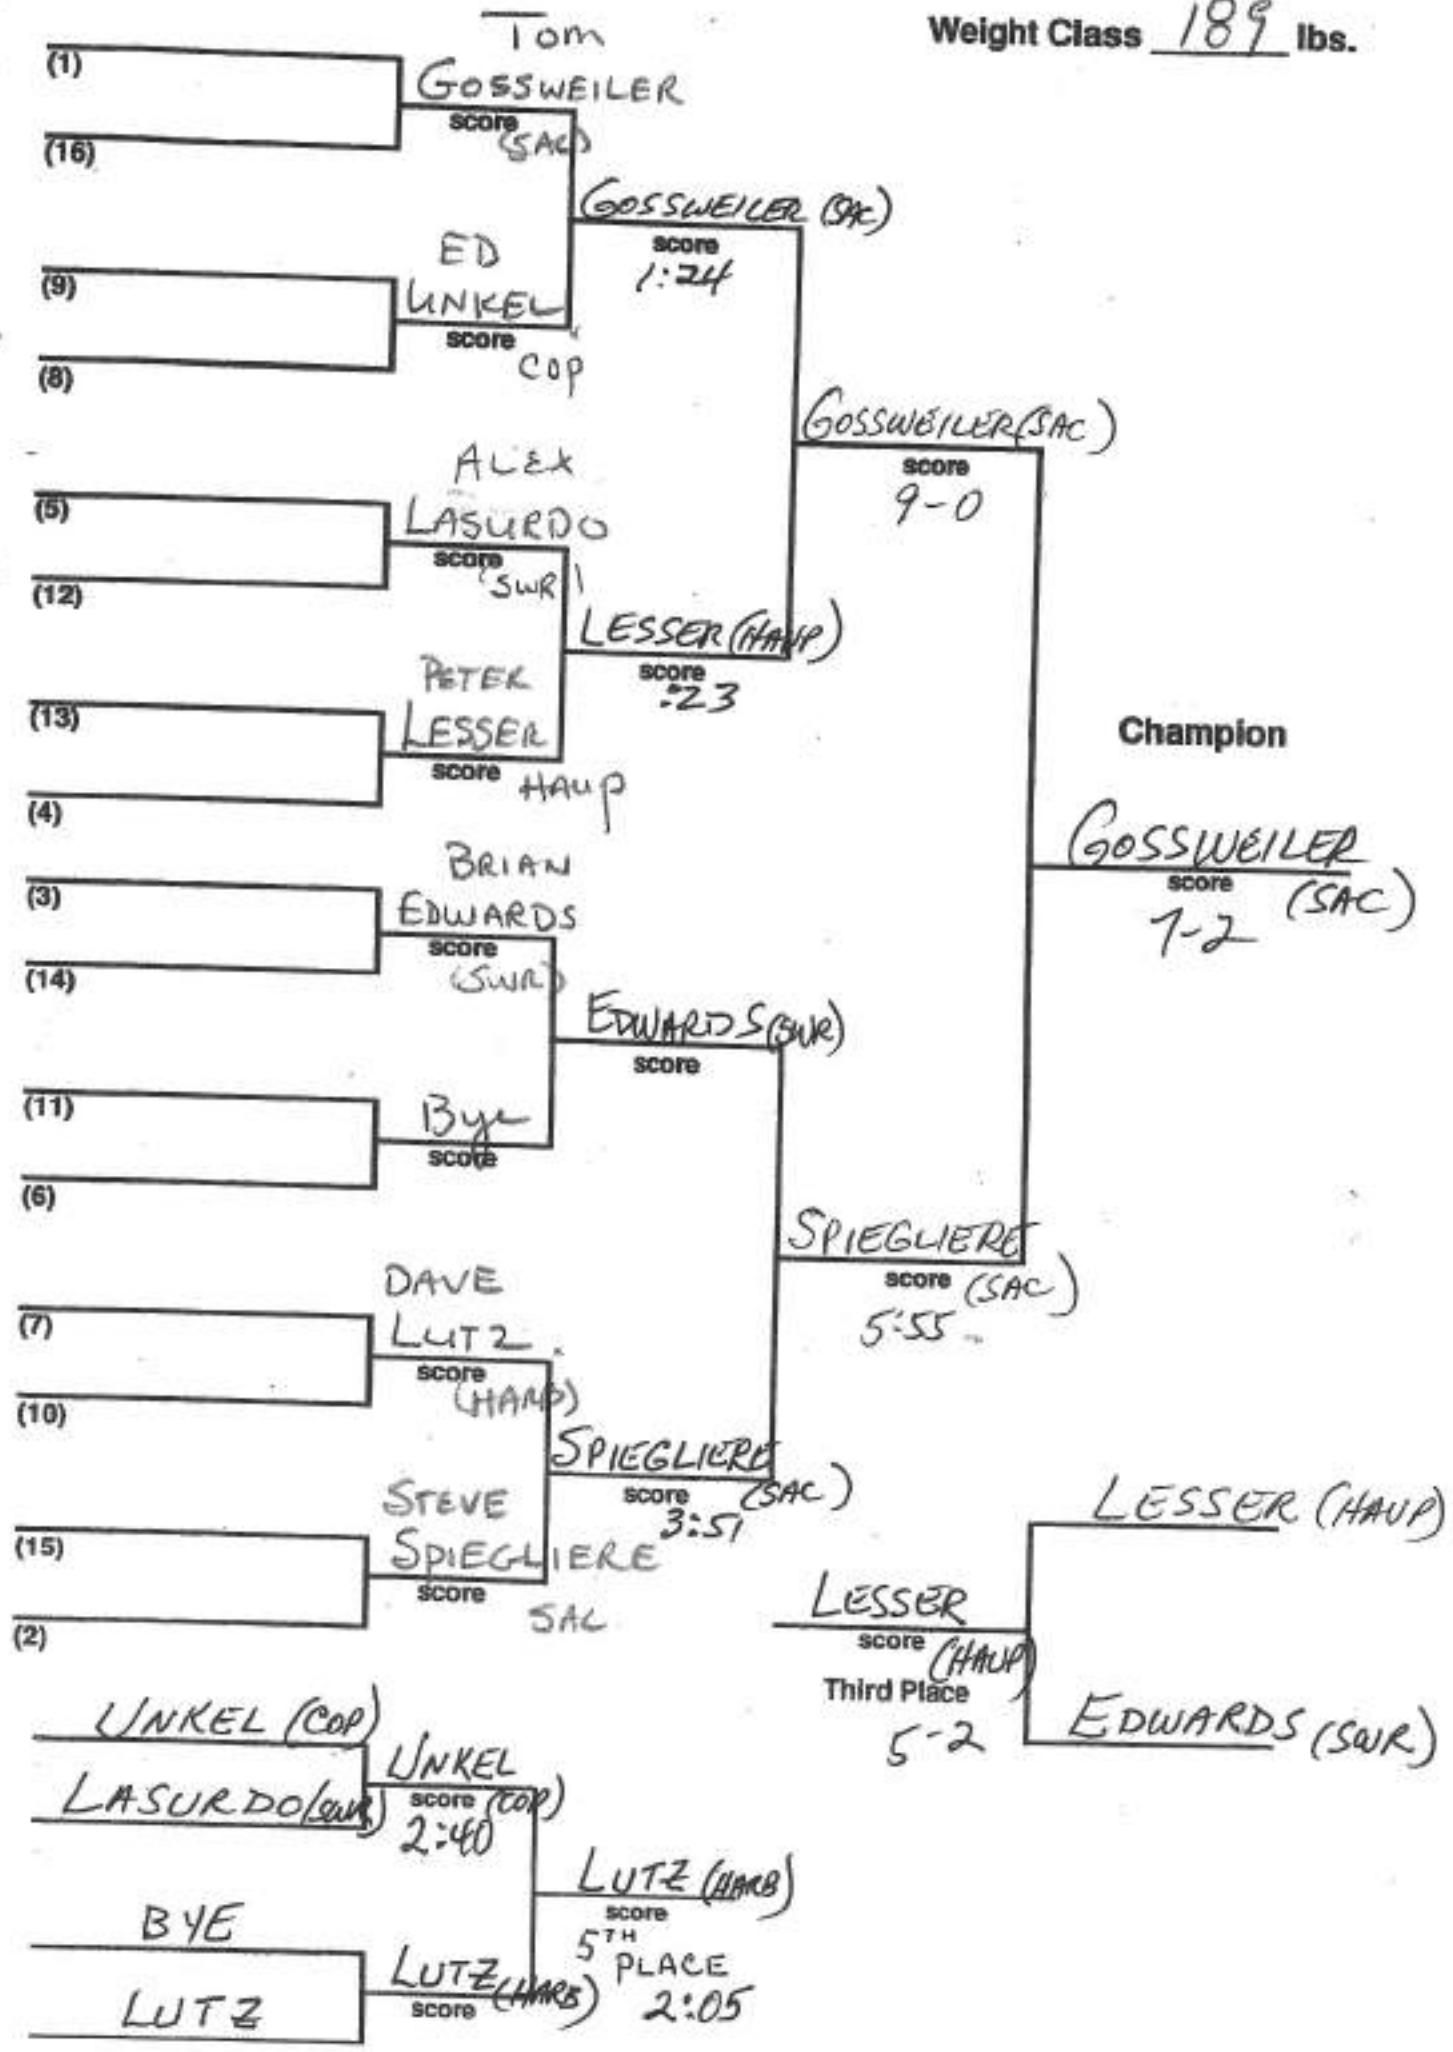 Weight Class 189 lbs.
Tom
(1)
GOSSWEILER
score
(SAC)
(16)
GOSSWEILER (SAC)
score
1:24
ED
(9)
UNKEL
score
COP
(8)
GOSSWEILER (SAC)
score
9-0
ALEX
(5)
LASURDO
score
(SWR)
(12)
LESSER (HAUP)
score
:23
PETER
(13)
LESSER
score
HAUP
(4)
Champion
GOSSWEILER
score
(SAC)
7-2
BRIAN
(3)
EDWARDS
score
(SWR)
(14)
EDWARDS (SWR)
score
(11)
Bye
score
(6)
SPIEGLIERE
score (SAC)
5:55
DAVE
(7)
LUTZ
score
(HARB)
(10)
SPIEGLIERE
score (SAC)
3:51
STEVE
(15)
SPIEGLIERE
score
SAC
(2)
LESSER (HAUP)
LESSER
score (HAUP)
Third Place
5-2
EDWARDS (SWR)
UNKEL (COP)
UNKEL
score (COP)
2:40
LASURDO (SWR)
LUTZ (HARB)
score
5TH
PLACE
2:05
BYE
LUTZ (HARB)
score
LUTZ